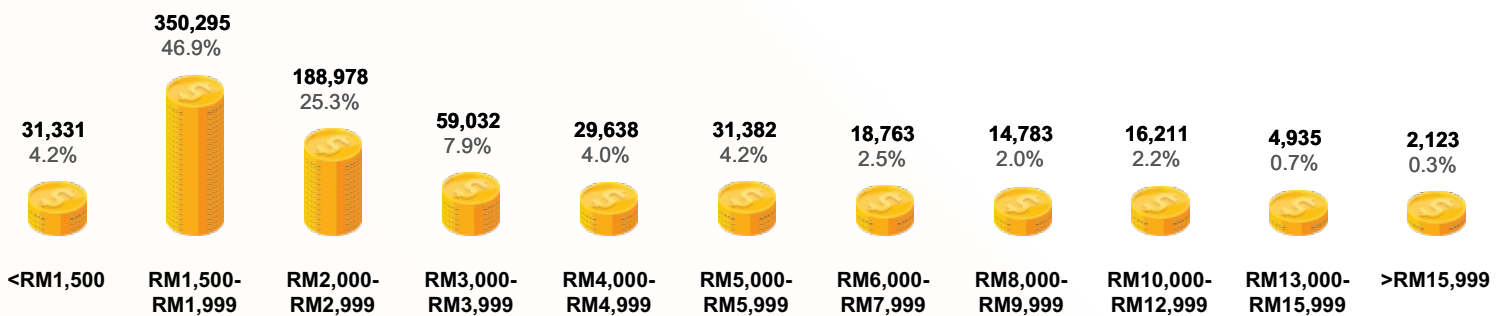 350,295
46.9%
188,978
25.3%
31,331
4.2%
59,032
7.9%
29,638
4.0%
31,382
4.2%
18,763
2.5%
14,783
2.0%
16,211
2.2%
4,935
0.7%
2,123
0.3%
<RM1,500
RM1,500-
RM1,999
RM2,000-
RM2,999
RM3,000-
RM3,999
RM4,000-
RM4,999
RM5,000-
RM5,999
RM6,000-
RM7,999
RM8,000-
RM9,999
RM10,000-
RM12,999
RM13,000-
RM15,999
>RM15,999